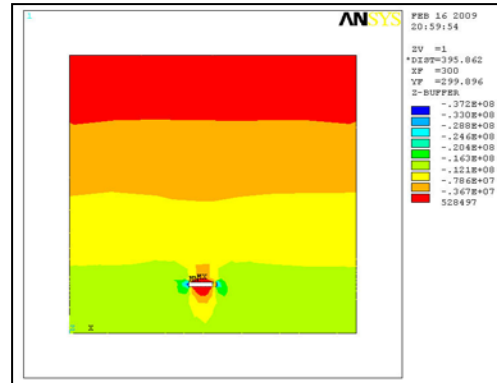 1
ANSYS
FEB 16 2009
20:59:54
ZV =1
*DIST=395.862
XF =300
YF =299.896
Z-BUFFER
-.372E+08
-.330E+08
-.288E+08
-.246E+08
-.204E+08
-.163E+08
-.121E+08
-.786E+07
-.367E+07
528497
MX
Z X